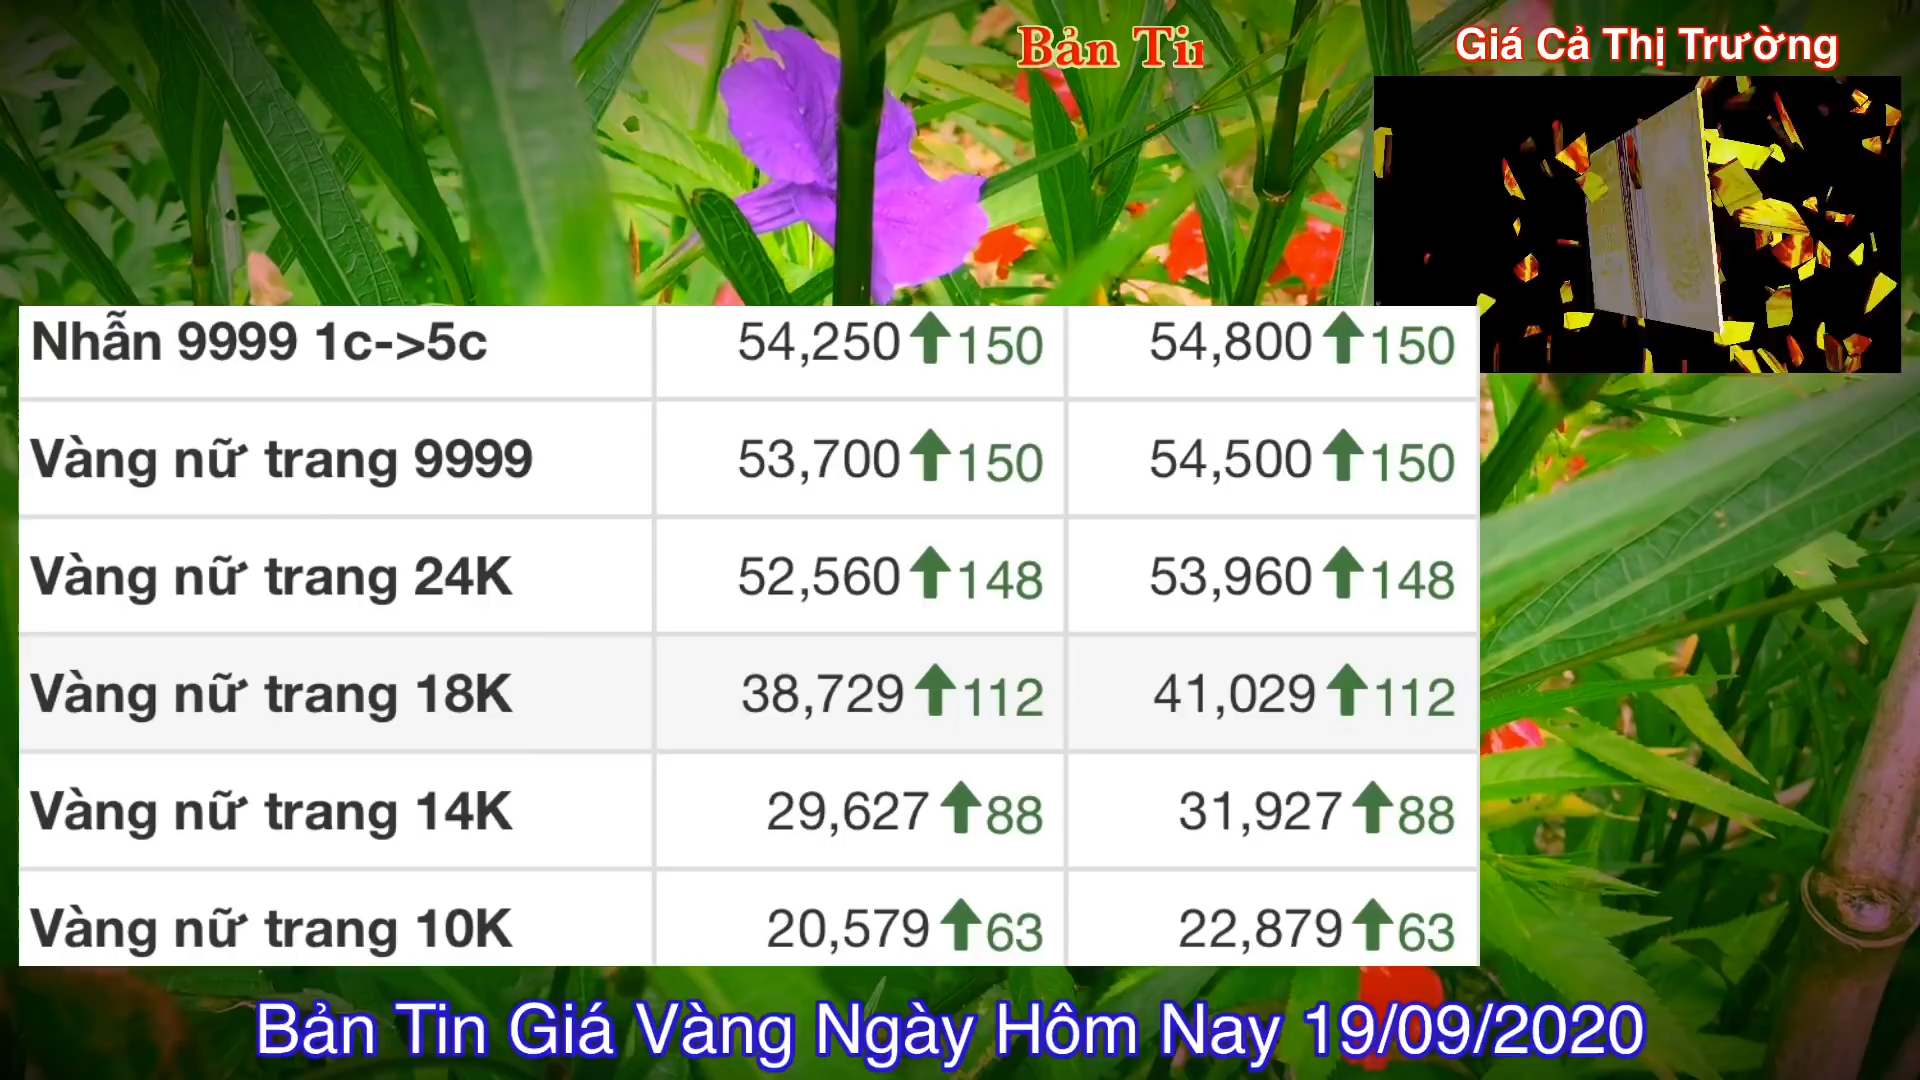 Bản Tin
Giá Cả Thị Trường
Nhẫn 9999 1c->5c 54,250 150 54,800 150
Vàng nữ trang 9999 53,700 150 54,500 150
Vàng nữ trang 24K 52,560 148 53,960 148
Vàng nữ trang 18K 38,729 112 41,029 112
Vàng nữ trang 14K 29,627 88 31,927 88
Vàng nữ trang 10K 20,579 63 22,879 63
Bản Tin Giá Vàng Ngày Hôm Nay 19/09/2020